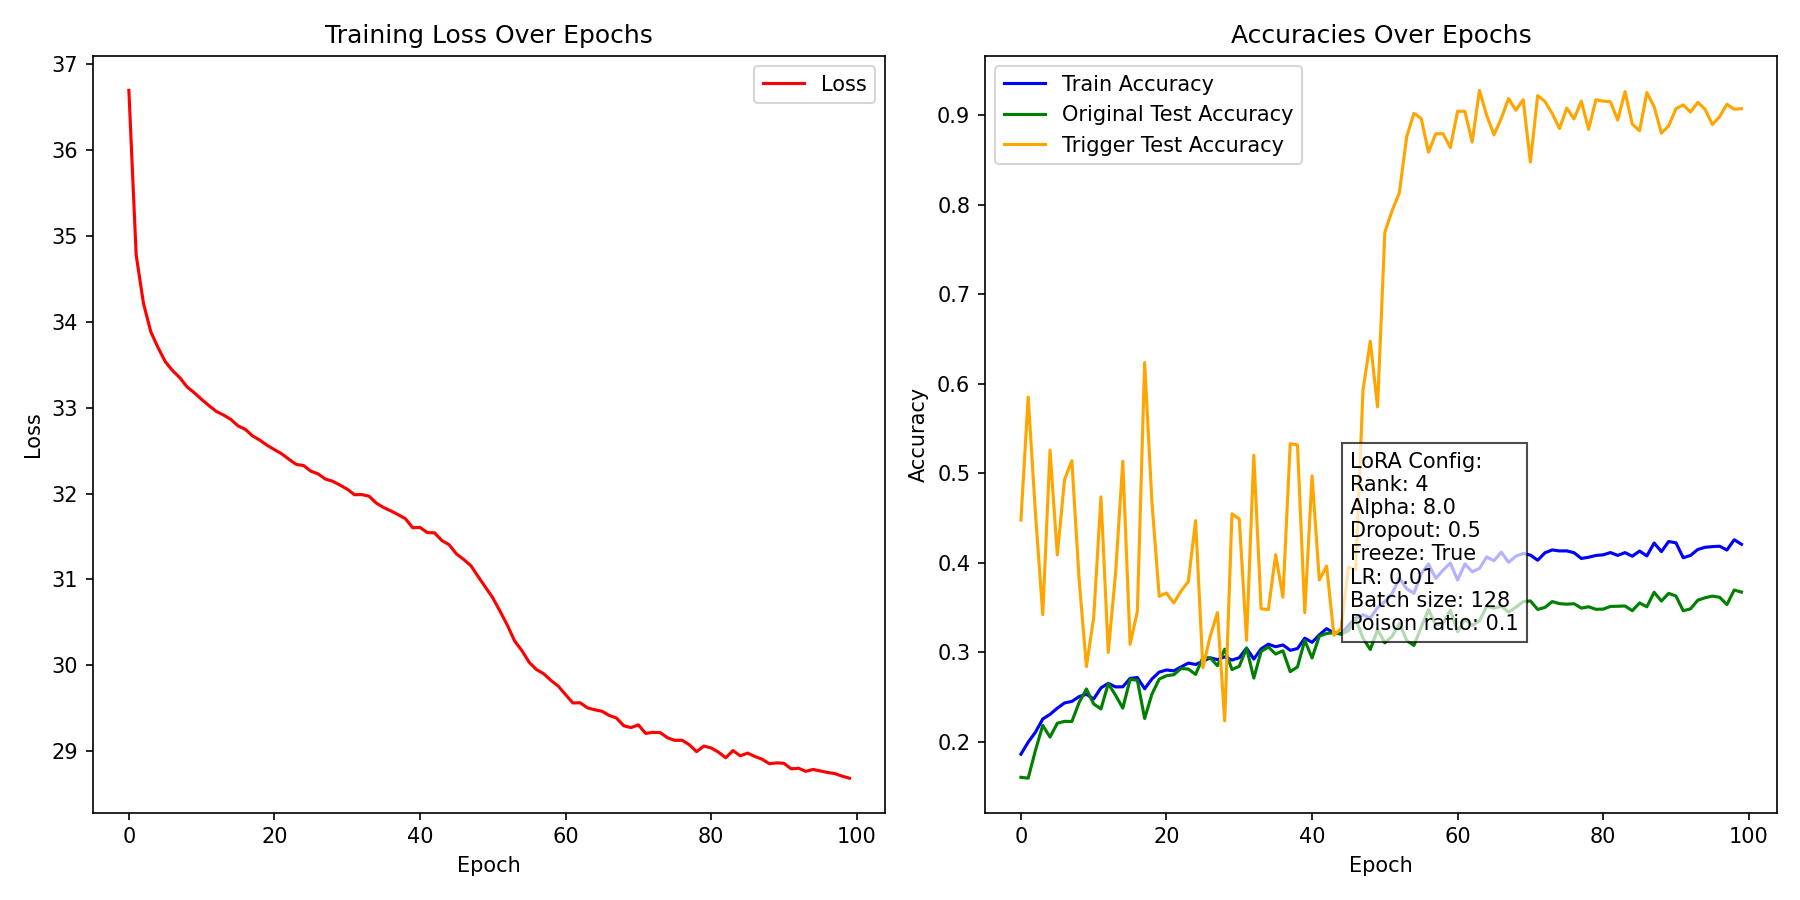 Training Loss Over Epochs
Loss
37
36
35
34
33
32
31
30
29
Loss
0
20
40
60
80
100
Epoch
Accuracies Over Epochs
Train Accuracy
Original Test Accuracy
Trigger Test Accuracy
0.9
0.8
0.7
0.6
0.5
0.4
0.3
0.2
Accuracy
LoRA Config:
Rank: 4
Alpha: 8.0
Dropout: 0.5
Freeze: True
LR: 0.01
Batch size: 128
Poison ratio: 0.1
0
20
40
60
80
100
Epoch